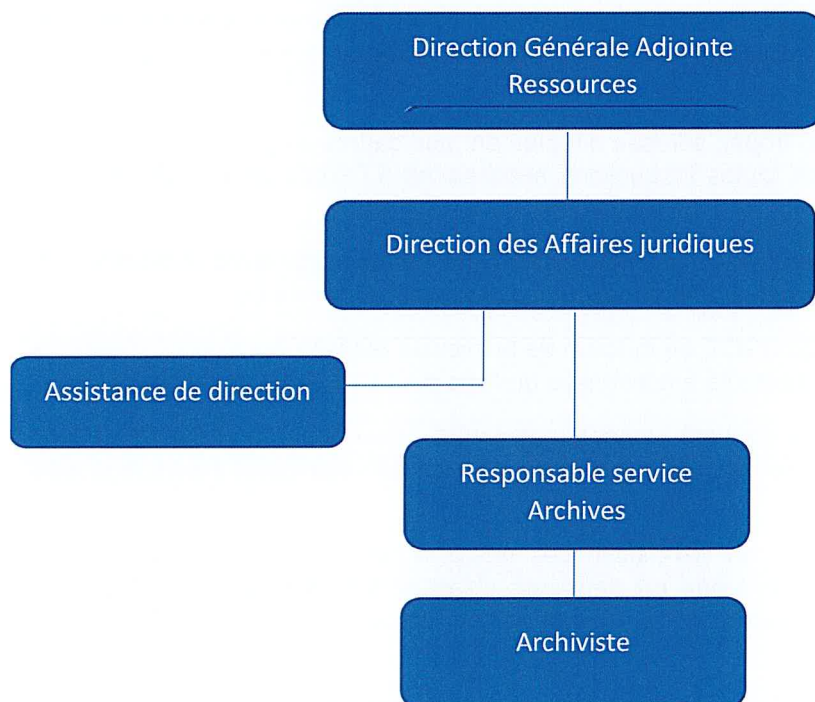 Direction Générale Adjointe
Ressources
Direction des Affaires juridiques
Assistance de direction
Responsable service
Archives
Archiviste